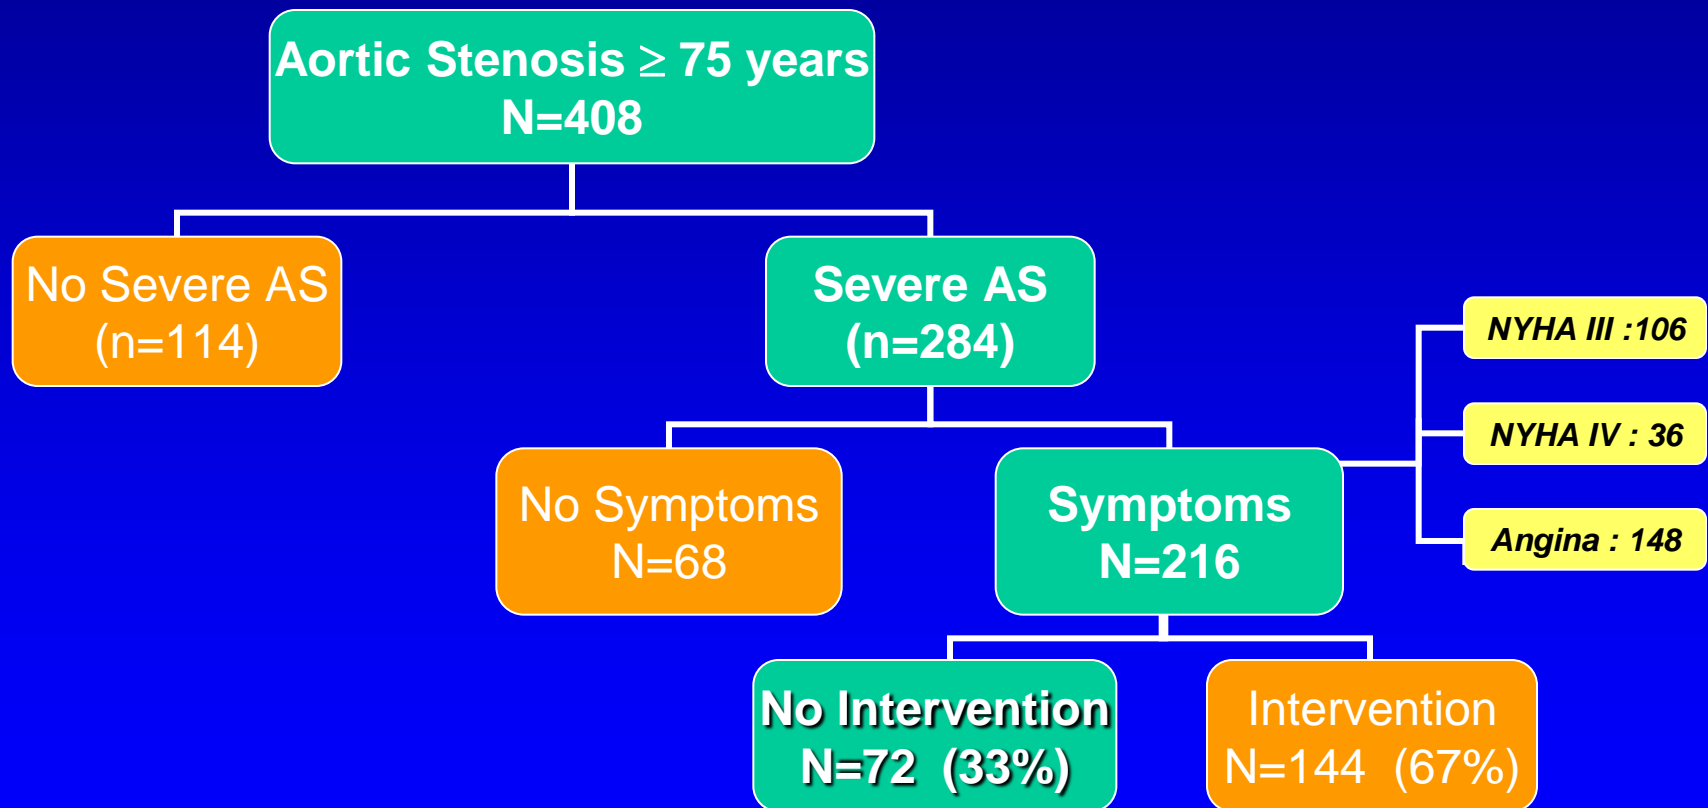 Aortic Stenosis ≥ 75 years
N=408
No Severe AS
(n=114)
Severe AS
(n=284)
NYHA III :106
NYHA IV : 36
Angina : 148
No Symptoms
N=68
Symptoms
N=216
No Intervention
N=72 (33%)
Intervention
N=144 (67%)